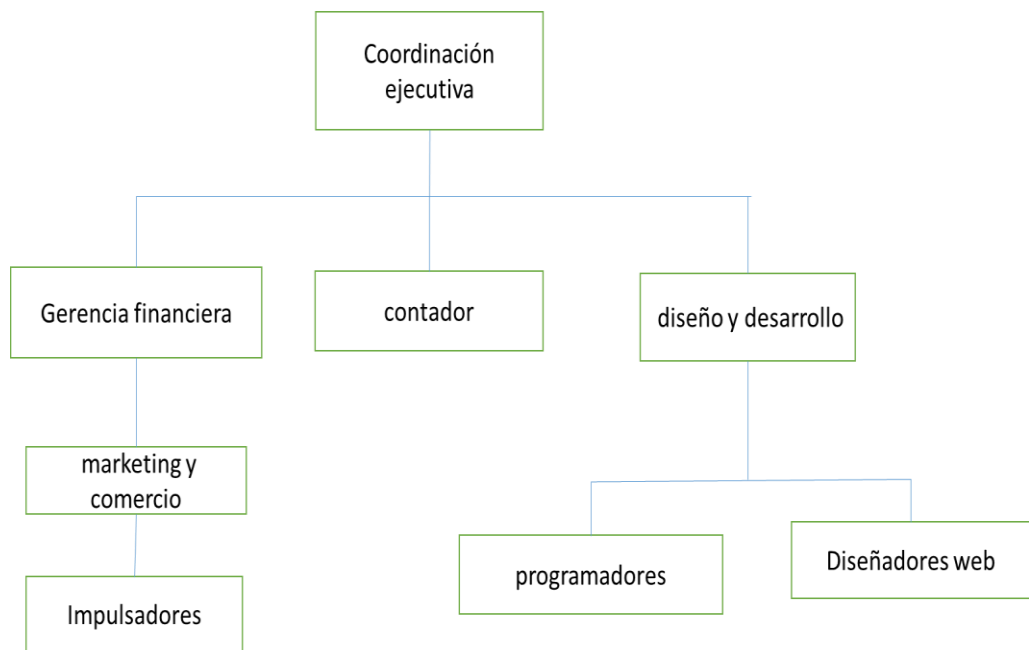 Coordinación
ejecutiva
Gerencia financiera
contador
diseño y desarrollo
marketing y
comercio
programadores
Diseñadores web
Impulsadores